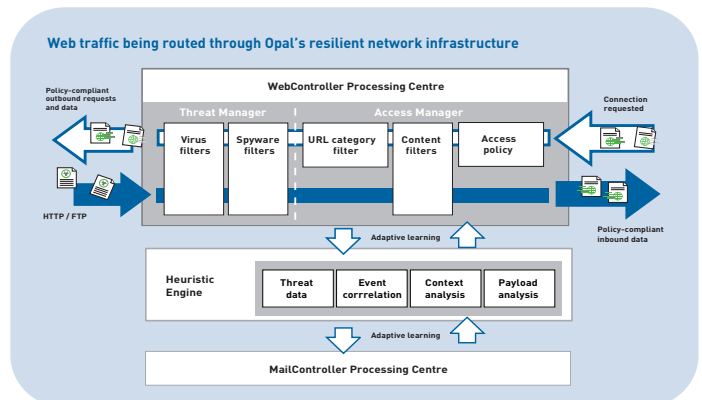 Web traffic being routed through Opal's resilient network infrastructure
WebController Processing Centre
Policy-compliant
outbound requests
and data
Connection
requested
Threat Manager
Access Manager
Virus
filters
Spyware
filters
URL category
filter
Content
filters
Access
policy
HTTP / FTP
Policy-compliant
inbound data
Adaptive learning
Heuristic
Engine
Threat
data
Event
corrrelation
Context
analysis
Payload
analysis
Adaptive learning
MailController Processing Centre